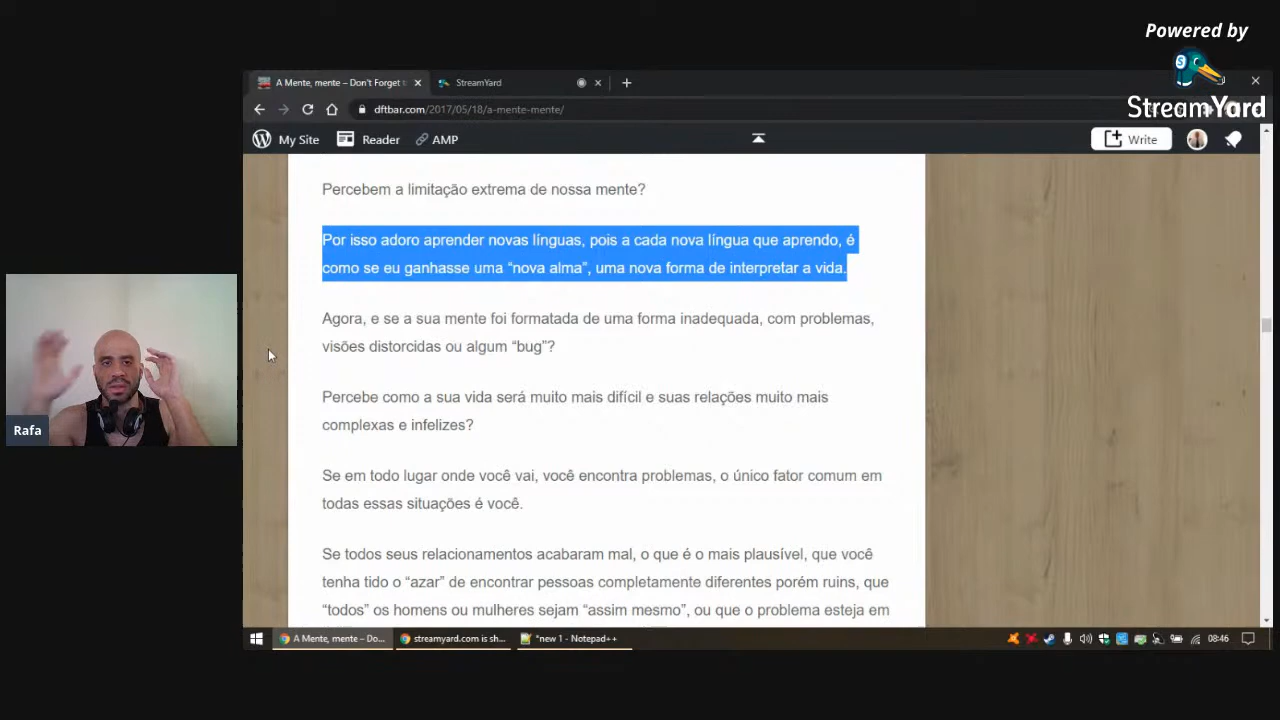 Powered by
StreamYard
A Mente, mente – Don't Forget
StreamYard
dftbar.com/2017/05/18/a-mente-mente/
My Site
Reader
AMP
Write
Percebem a limitação extrema de nossa mente?
Por isso adoro aprender novas línguas, pois a cada nova língua que aprendo, é
como se eu ganhasse uma “nova alma”, uma nova forma de interpretar a vida.
Agora, e se a sua mente foi formatada de uma forma inadequada, com problemas,
visões distorcidas ou algum “bug”?
Percebe como a sua vida será muito mais difícil e suas relações muito mais
complexas e infelizes?
Se em todo lugar onde você vai, você encontra problemas, o único fator comum em
todas essas situações é você.
Se todos seus relacionamentos acabaram mal, o que é o mais plausível, que você
tenha tido o “azar” de encontrar pessoas completamente diferentes porém ruins, que
“todos” os homens ou mulheres sejam “assim mesmo”, ou que o problema esteja em
Rafa
A Mente, mente – Do...
streamyard.com is sh...
*new 1 - Notepad++
08:46